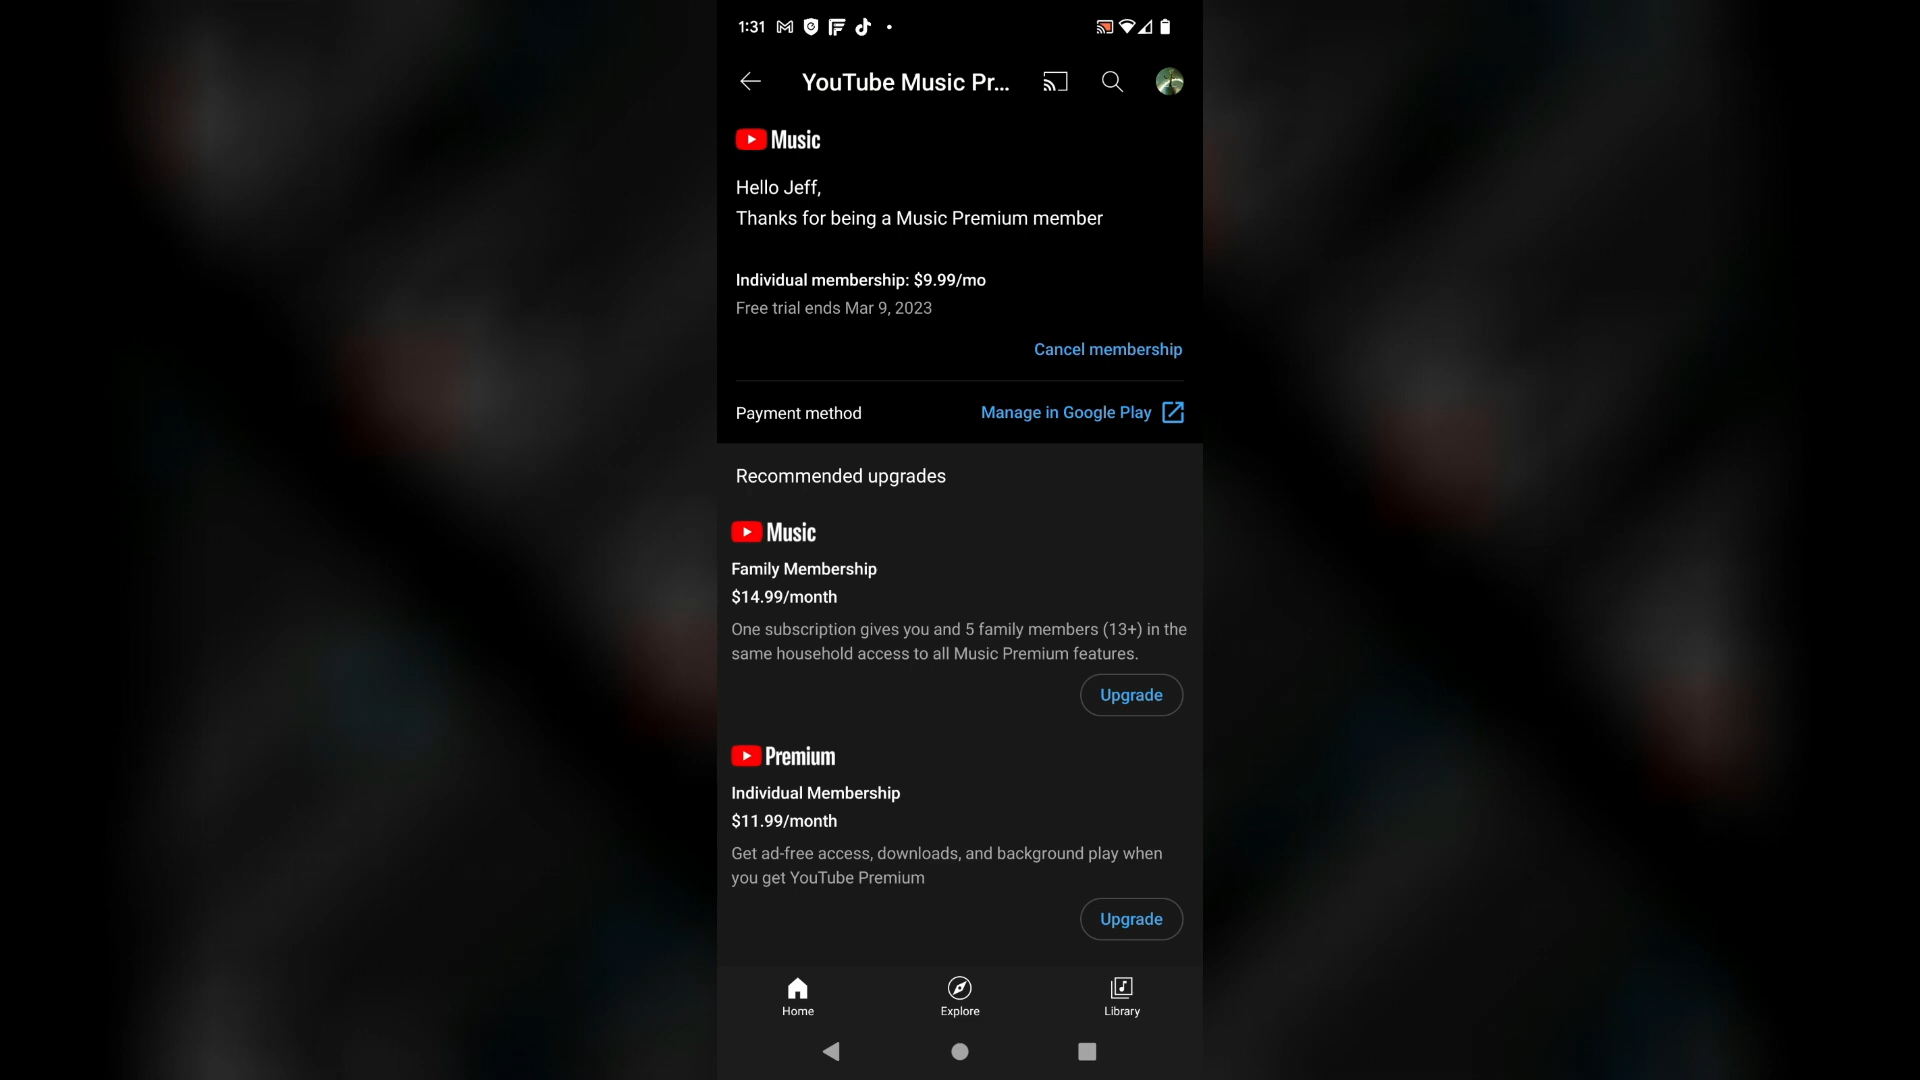 1:31
YouTube Music Pr...
Music
Hello Jeff,
Thanks for being a Music Premium member
Individual membership: $9.99/mo
Free trial ends Mar 9, 2023
Cancel membership
Payment method Manage in Google Play
Recommended upgrades
Music
Family Membership
$14.99/month
One subscription gives you and 5 family members (13+) in the
same household access to all Music Premium features.
Upgrade
Premium
Individual Membership
$11.99/month
Get ad-free access, downloads, and background play when
you get YouTube Premium
Upgrade
Home Explore Library